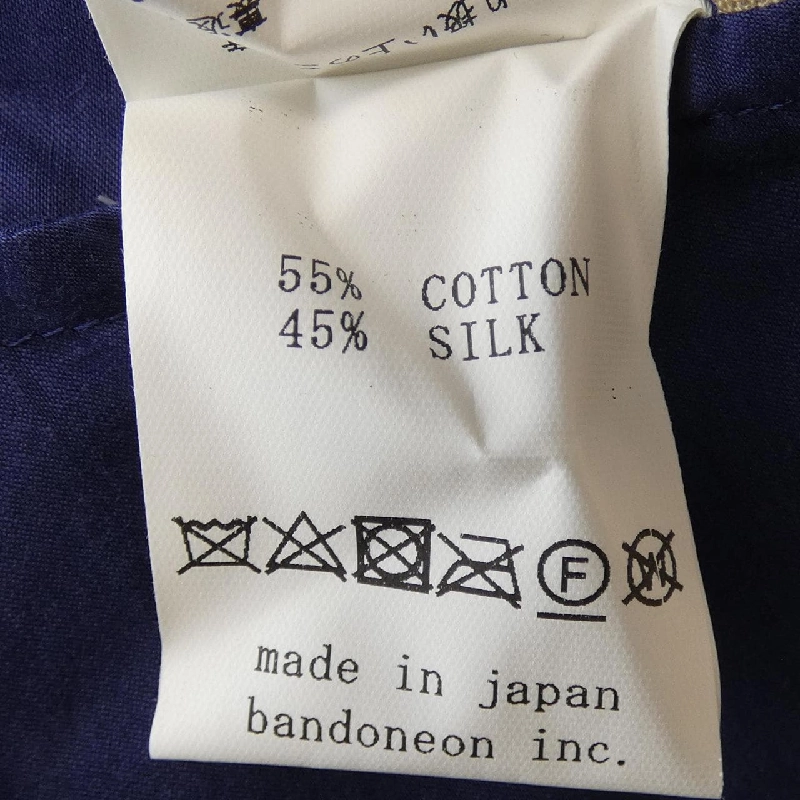 55% COTTON
45% SILK
F W
made in japan
bandoneon inc.